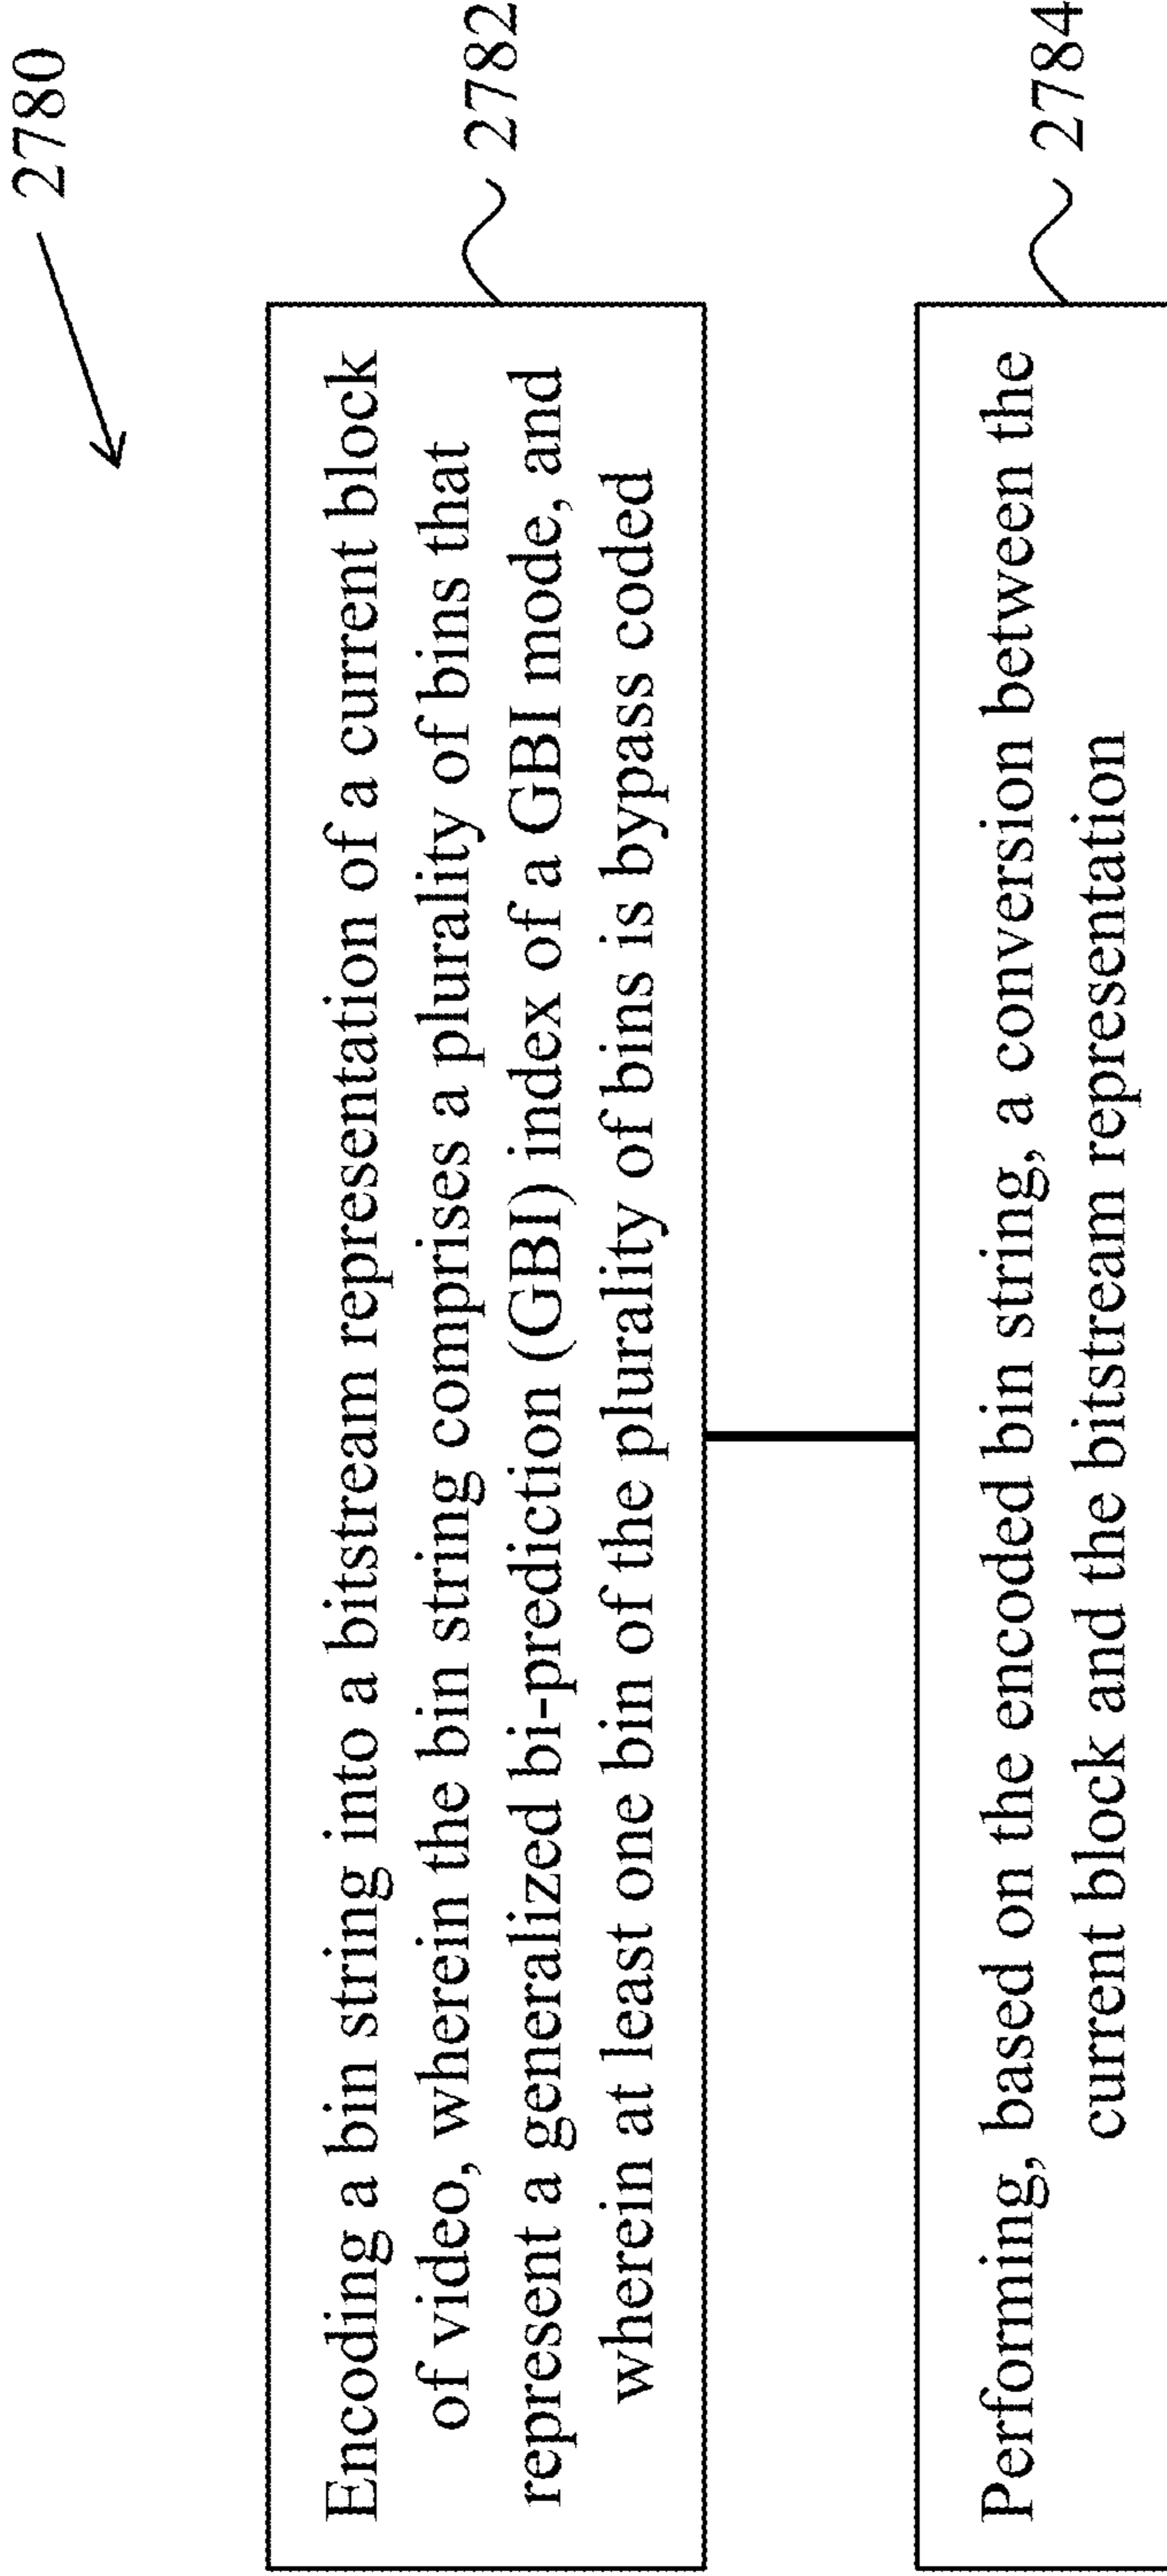 2780
Encoding a bin string into a bitstream representation of a current block
of video, wherein the bin string comprises a plurality of bins that
represent a generalized bi-prediction (GBI) index of a GBI mode, and
wherein at least one bin of the plurality of bins is bypass coded
2782
Performing, based on the encoded bin string, a conversion between the
current block and the bitstream representation
2784